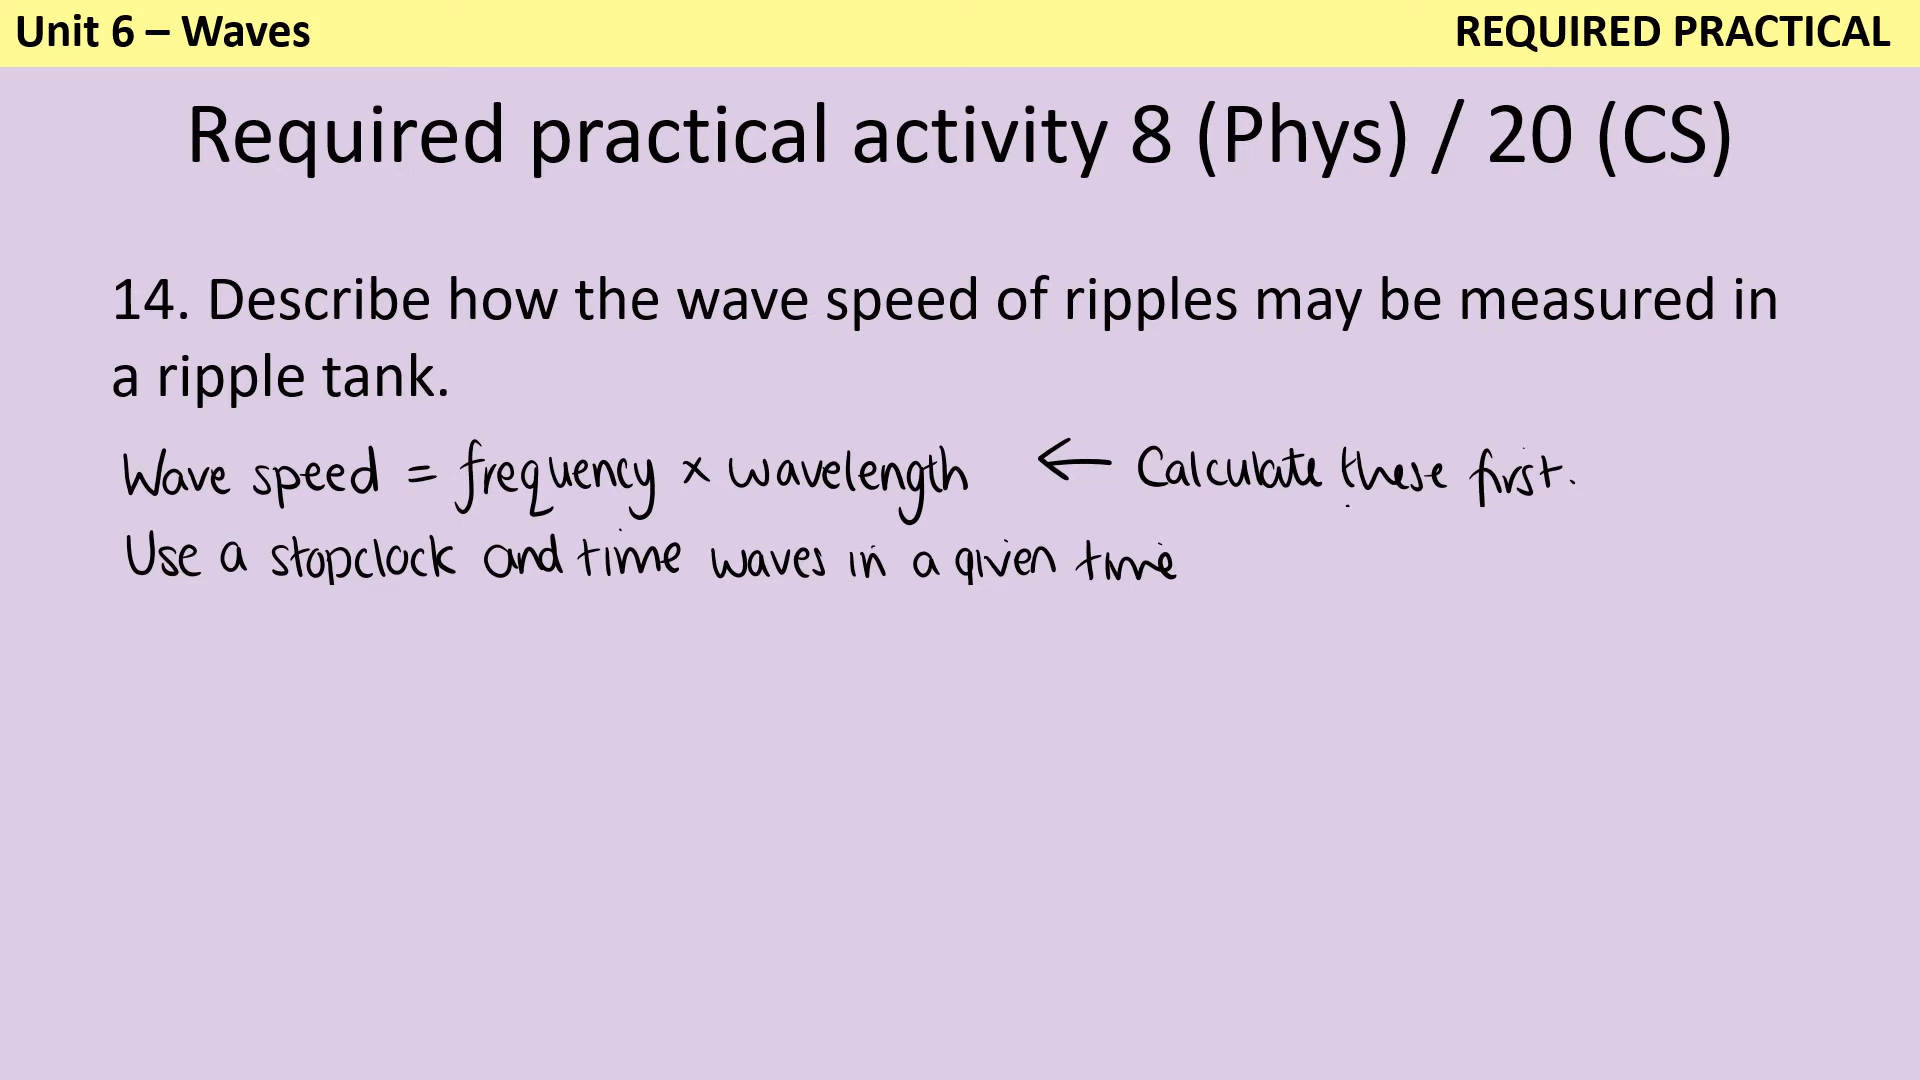 Unit 6 – Waves
REQUIRED PRACTICAL
Required practical activity 8 (Phys) / 20 (CS)
14. Describe how the wave speed of ripples may be measured in
a ripple tank.
Wave speed = frequency x wavelength ← Calculate these first.
Use a stopclock and time waves in a given time